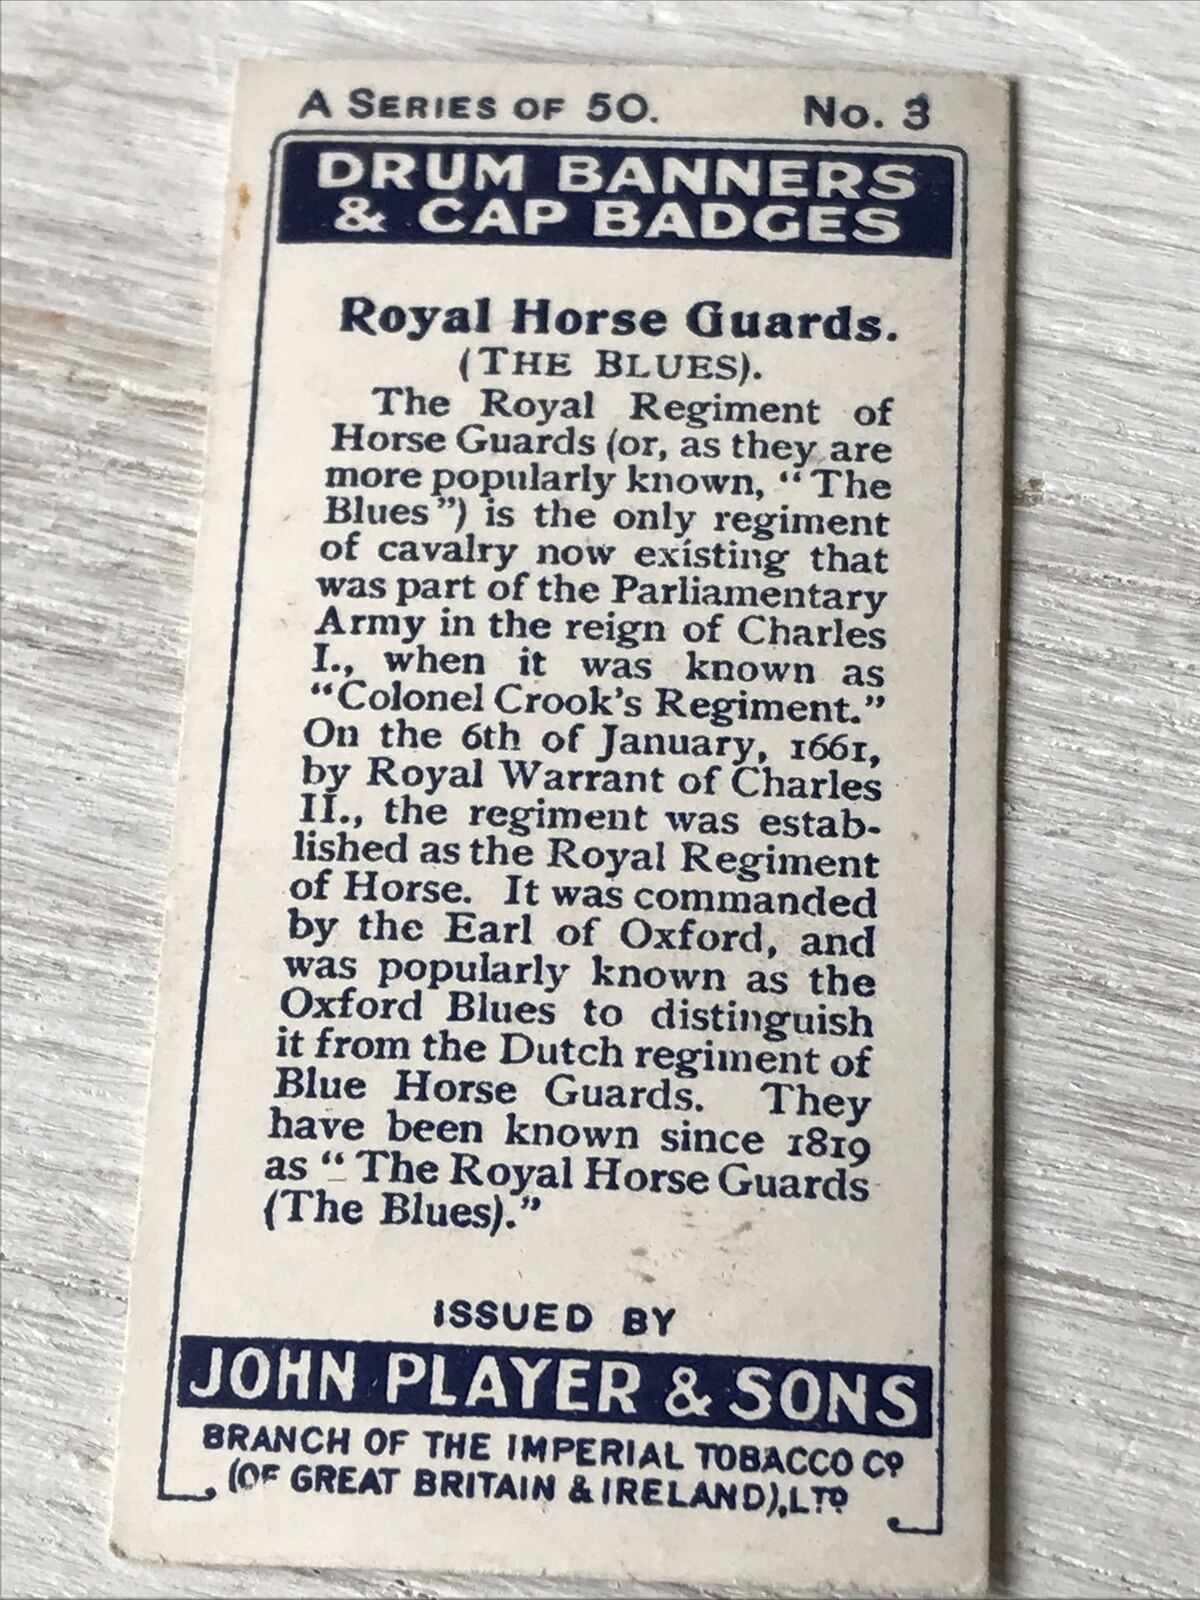 A SERIES OF 50. No. 3
DRUM BANNERS
& CAP BADGES
Royal Horse Guards.
(THE BLUES).
The Royal Regiment of
Horse Guards (or, as they are
more popularly known, “The
Blues”) is the only regiment
of cavalry now existing that
was part of the Parliamentary
Army in the reign of Charles
I., when it was known as
“Colonel Crook’s Regiment.”
On the 6th of January, 1661,
by Royal Warrant of Charles
II., the regiment was estab-
lished as the Royal Regiment
of Horse. It was commanded
by the Earl of Oxford, and
was popularly known as the
Oxford Blues to distinguish
it from the Dutch regiment of
Blue Horse Guards. They
have been known since 1819
as “The Royal Horse Guards
(The Blues).”
ISSUED BY
JOHN PLAYER & SONS
BRANCH OF THE IMPERIAL TOBACCO CO
(OF GREAT BRITAIN & IRELAND), LTD